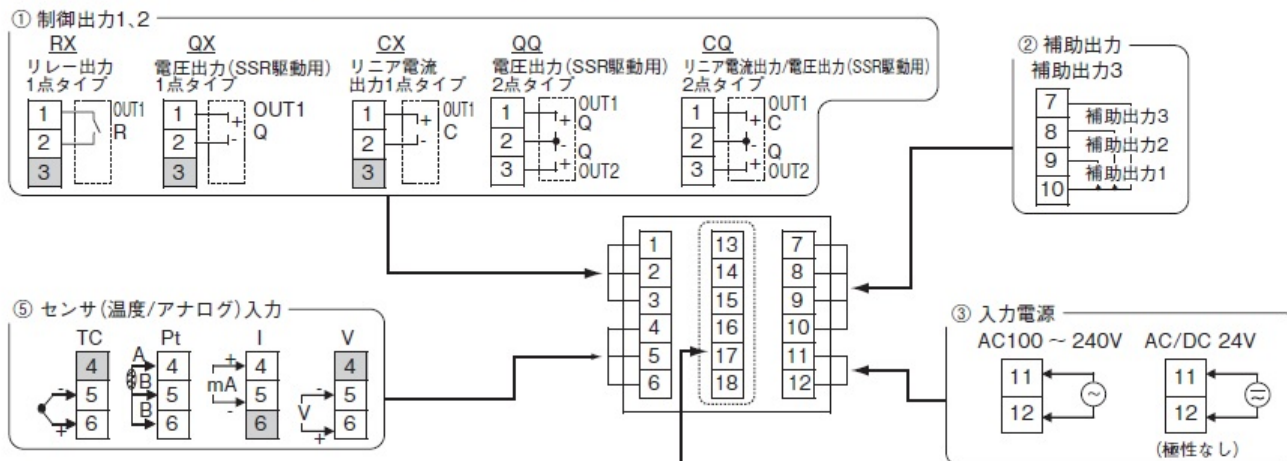 ① 制御出力1、2
RX
リレー出力
1点タイプ
1
2
3
OUT1
R
QX
電圧出力(SSR駆動用)
1点タイプ
1
2
3
+
-
OUT1
Q
CX
リニア電流
出力1点タイプ
1
2
3
+
-
OUT1
C
QQ
電圧出力(SSR駆動用)
2点タイプ
1
2
3
+
-
+
OUT1
Q
Q
OUT2
CQ
リニア電流出力/電圧出力(SSR駆動用)
2点タイプ
1
2
3
+
-
+
OUT1
C
Q
OUT2
② 補助出力
補助出力3
7
8
9
10
補助出力3
補助出力2
補助出力1
1
2
3
4
5
6
13
14
15
16
17
18
7
8
9
10
11
12
⑤ センサ(温度/アナログ)入力
TC
4
5
6
-
+
Pt
A
B
B
4
5
6
I
+
mA
-
4
5
6
V
-
V
+
4
5
6
③ 入力電源
AC100 ~ 240V
11
12
AC/DC 24V
11
12
(極性なし)